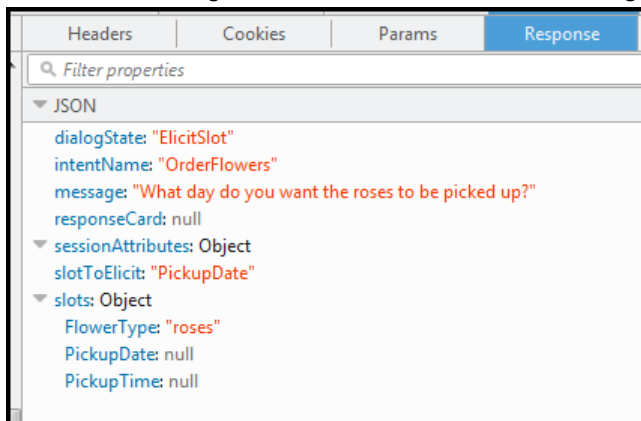 Headers Cookies Params Response
Filter properties
JSON
dialogState: "ElicitSlot"
intentName: "OrderFlowers"
message: "What day do you want the roses to be picked up?"
responseCard: null
sessionAttributes: Object
slotToElicit: "PickupDate"
slots: Object
FlowerType: "roses"
PickupDate: null
PickupTime: null